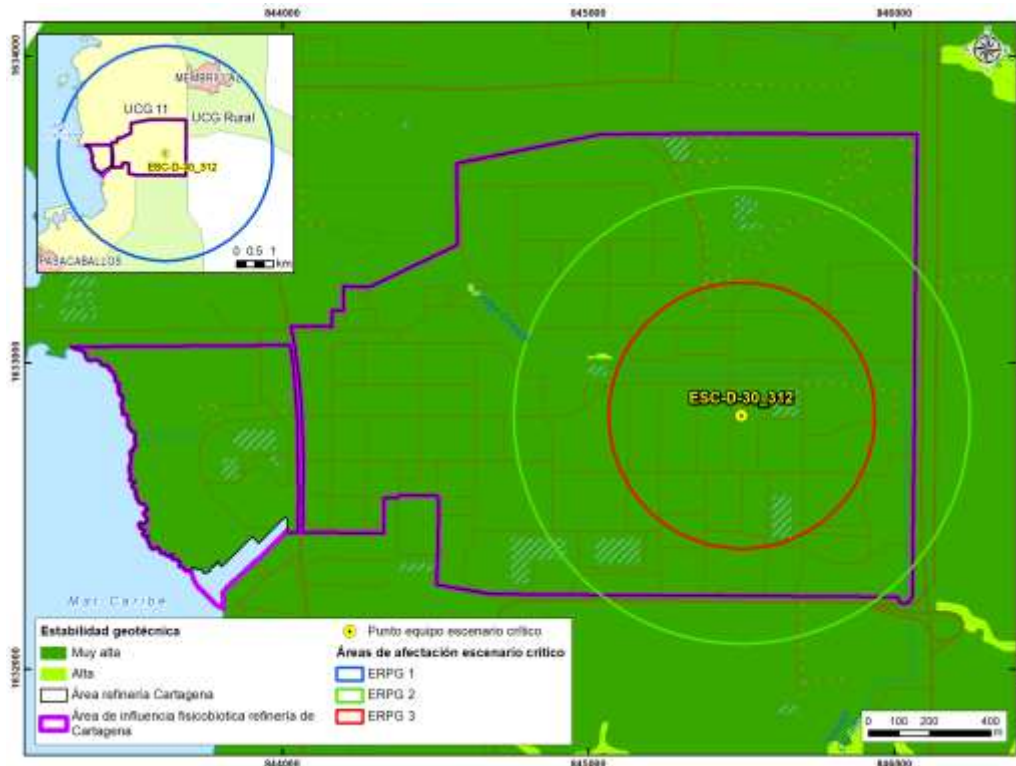 844000 845000 846000
1634000
1633000
1632000
MEMBRILLAL
UCG 11
UCG Rural
ESC-D-30_312
PASACABALLOS
0 0.5 1
km
ESC-D-30_312
Mar Caribe
Estabilidad geotécnica
Muy alta
Alta
Área refinería Cartagena
Área de influencia fisicobiotica refinería de
Cartagena
Punto equipo escenario crítico
Áreas de afectación escenario crítico
ERPG 1
ERPG 2
ERPG 3
0 100 200 400
m
844000 845000 846000